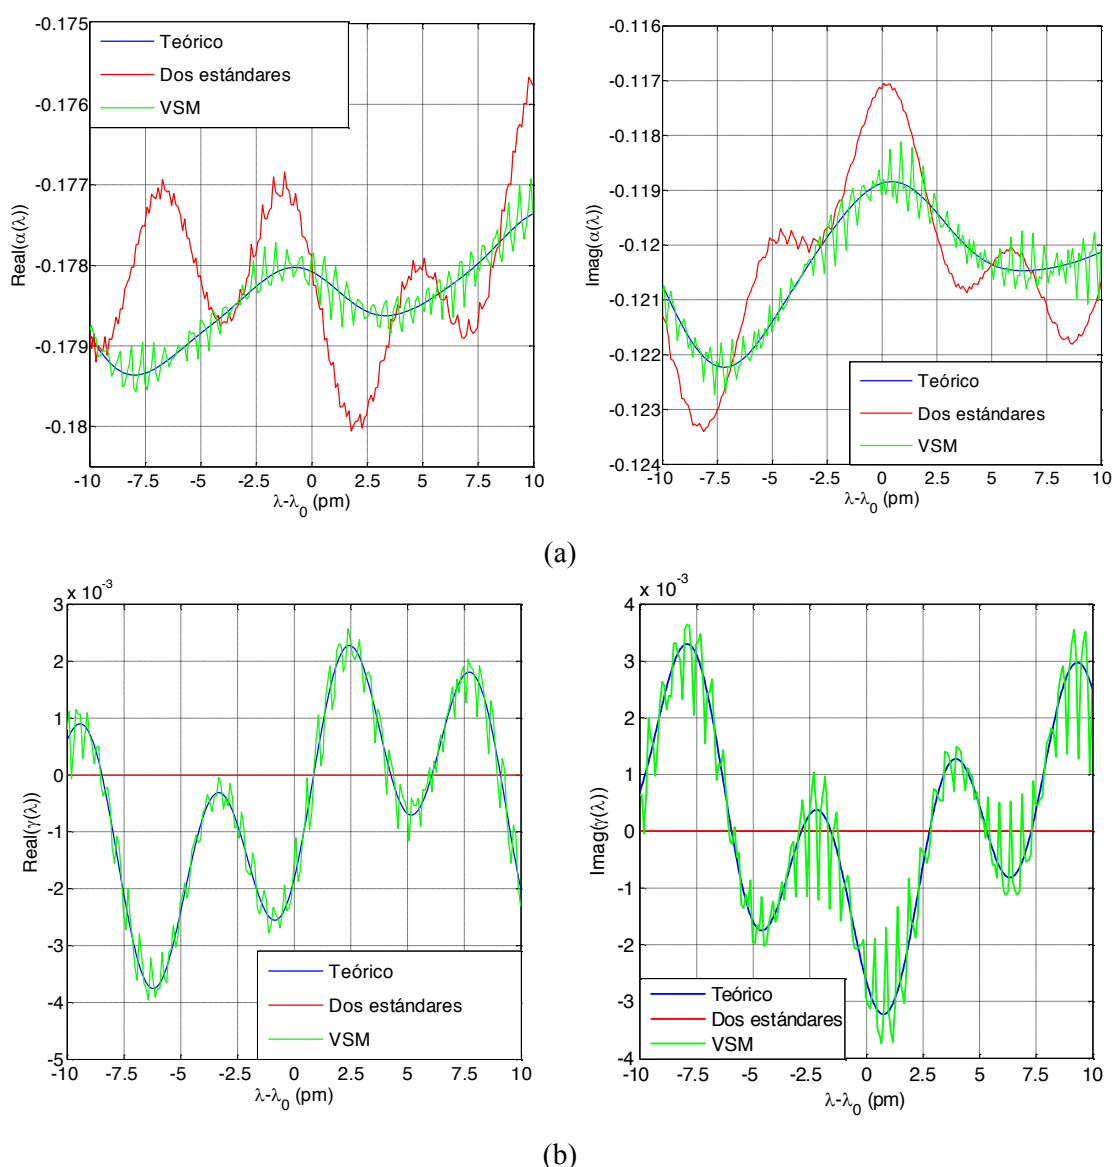 -0.175
-0.176
-0.177
-0.178
-0.179
-0.18
Real(α(λ))
Teórico
Dos estándares
VSM
-10 -7.5 -5 -2.5 0 2.5 5 7.5 10
λ-λ0 (pm)
-0.116
-0.117
-0.118
-0.119
-0.12
-0.121
-0.122
-0.123
-0.124
Imag(α(λ)
Teórico
Dos estándares
VSM
-10 -7.5 -5 -2.5 0 2.5 5 7.5 10
λ-λ0 (pm)
(a)
x 10-3
3
2
1
0
-1
-2
-3
-4
-5
Real(γ(λ))
Teórico
Dos estándares
VSM
-10 -7.5 -5 -2.5 0 2.5 5 7.5 10
λ-λ0 (pm)
x 10-3
4
3
2
1
0
-1
-2
-3
-4
Imag(γ(λ))
Teórico
Dos estándares
VSM
-10 -7.5 -5 -2.5 0 2.5 5 7.5 10
λ-λ0 (pm)
(b)